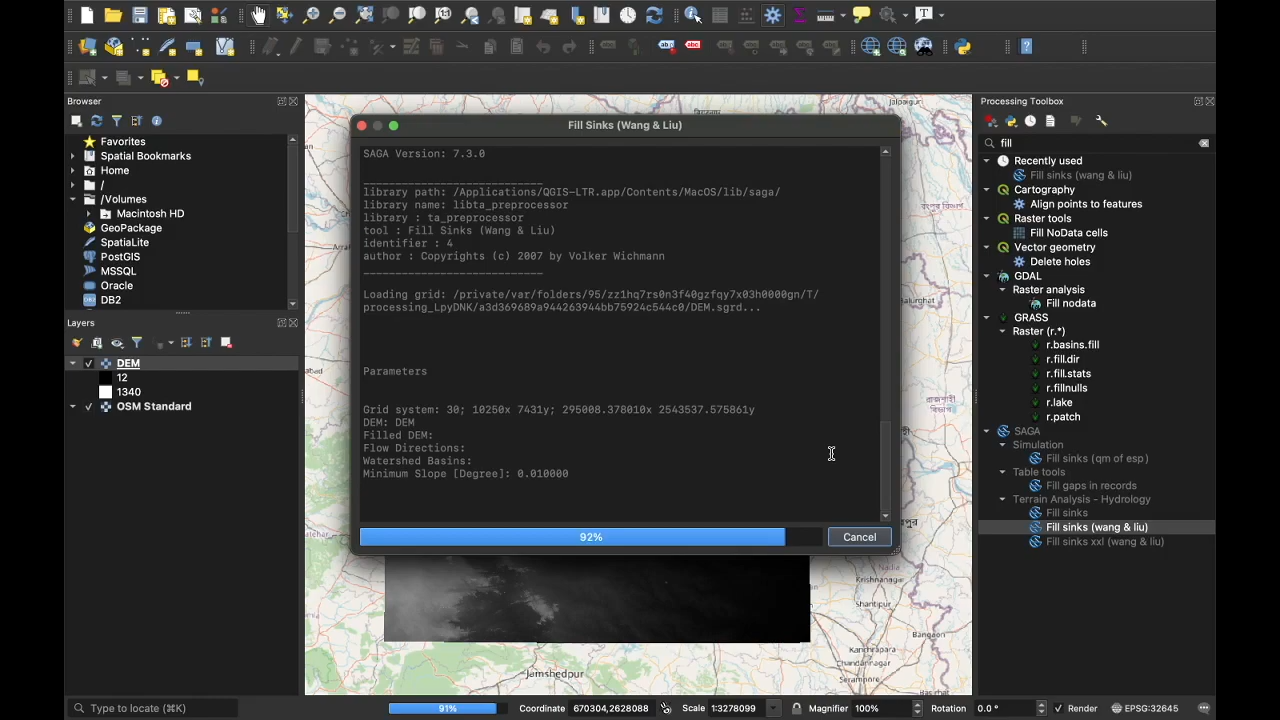 Browser
Favorites
Spatial Bookmarks
Home
/
/Volumes
Macintosh HD
GeoPackage
SpatiaLite
PostGIS
MSSQL
Oracle
DB2
Layers
DEM
12
1340
OSM Standard
Type to locate (⌘K)
Fill Sinks (Wang & Liu)
SAGA Version: 7.3.0
____________________________
library path: /Applications/QGIS-LTR.app/Contents/MacOS/lib/saga/
library name: libta_preprocessor
library : ta_preprocessor
tool : Fill Sinks (Wang & Liu)
identifier : 4
author : Copyrights (c) 2007 by Volker Wichmann
____________________________
Loading grid: /private/var/folders/95/zz1hq7rs0n3f40gzfqy7x03h0000gn/T/
processing_LpyDNK/a3d369689a944263944bb75924c544c0/DEM.sgrd...
Parameters
Grid system: 30; 10250x 7431y; 295008.378010x 2543537.575861y
DEM: DEM
Filled DEM:
Flow Directions:
Watershed Basins:
Minimum Slope [Degree]: 0.010000
92%
Cancel
Jamshedpur
Krishnanagar
Shantipur
Bangaon
Kanchrapara
Chandannagar
Serampore
Processing Toolbox
fill
Recently used
Fill sinks (wang & liu)
Cartography
Align points to features
Raster tools
Fill NoData cells
Vector geometry
Delete holes
GDAL
Raster analysis
Fill nodata
GRASS
Raster (r.*)
r.basins.fill
r.fill.dir
r.fill.stats
r.fillnulls
r.lake
r.patch
SAGA
Simulation
Fill sinks (qm of esp)
Table tools
Fill gaps in records
Terrain Analysis - Hydrology
Fill sinks
Fill sinks (wang & liu)
Fill sinks xxl (wang & liu)
91%
Coordinate 670304,2628088
Scale 1:3278099
Magnifier 100%
Rotation 0.0 °
Render
EPSG:32645